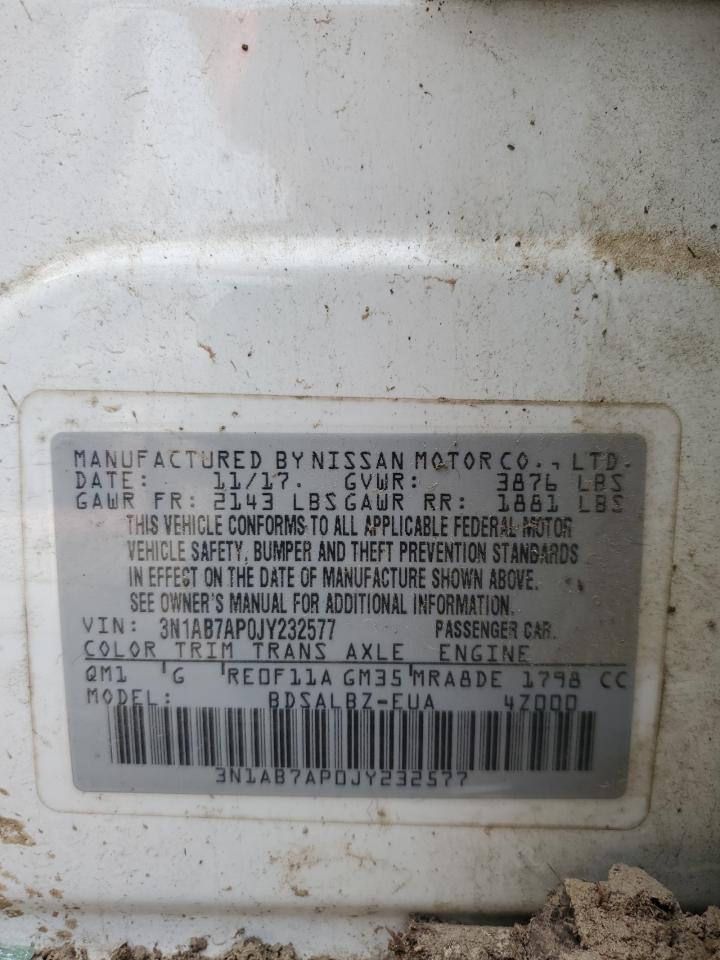 MANUFACTURED BY NISSAN MOTOR CO., LTD.
DATE: 11/17. GVWR: 3876 LBS
GAWR FR: 2143 LBS GAWR RR: 1881 LBS
THIS VEHICLE CONFORMS TO ALL APPLICABLE FEDERAL MOTOR
VEHICLE SAFETY, BUMPER AND THEFT PREVENTION STANDARDS
IN EFFECT ON THE DATE OF MANUFACTURE SHOWN ABOVE.
SEE OWNER'S MANUAL FOR ADDITIONAL INFORMATION.
VIN: 3N1AB7AP0JY232577 PASSENGER CAR.
COLOR TRIM TRANS AXLE ENGINE
QM1 G RE0F11A GM35 MRA8DE 1798 CC
MODEL: BDSALBZ-EUA 4Z000
3N1AB7AP0JY232577